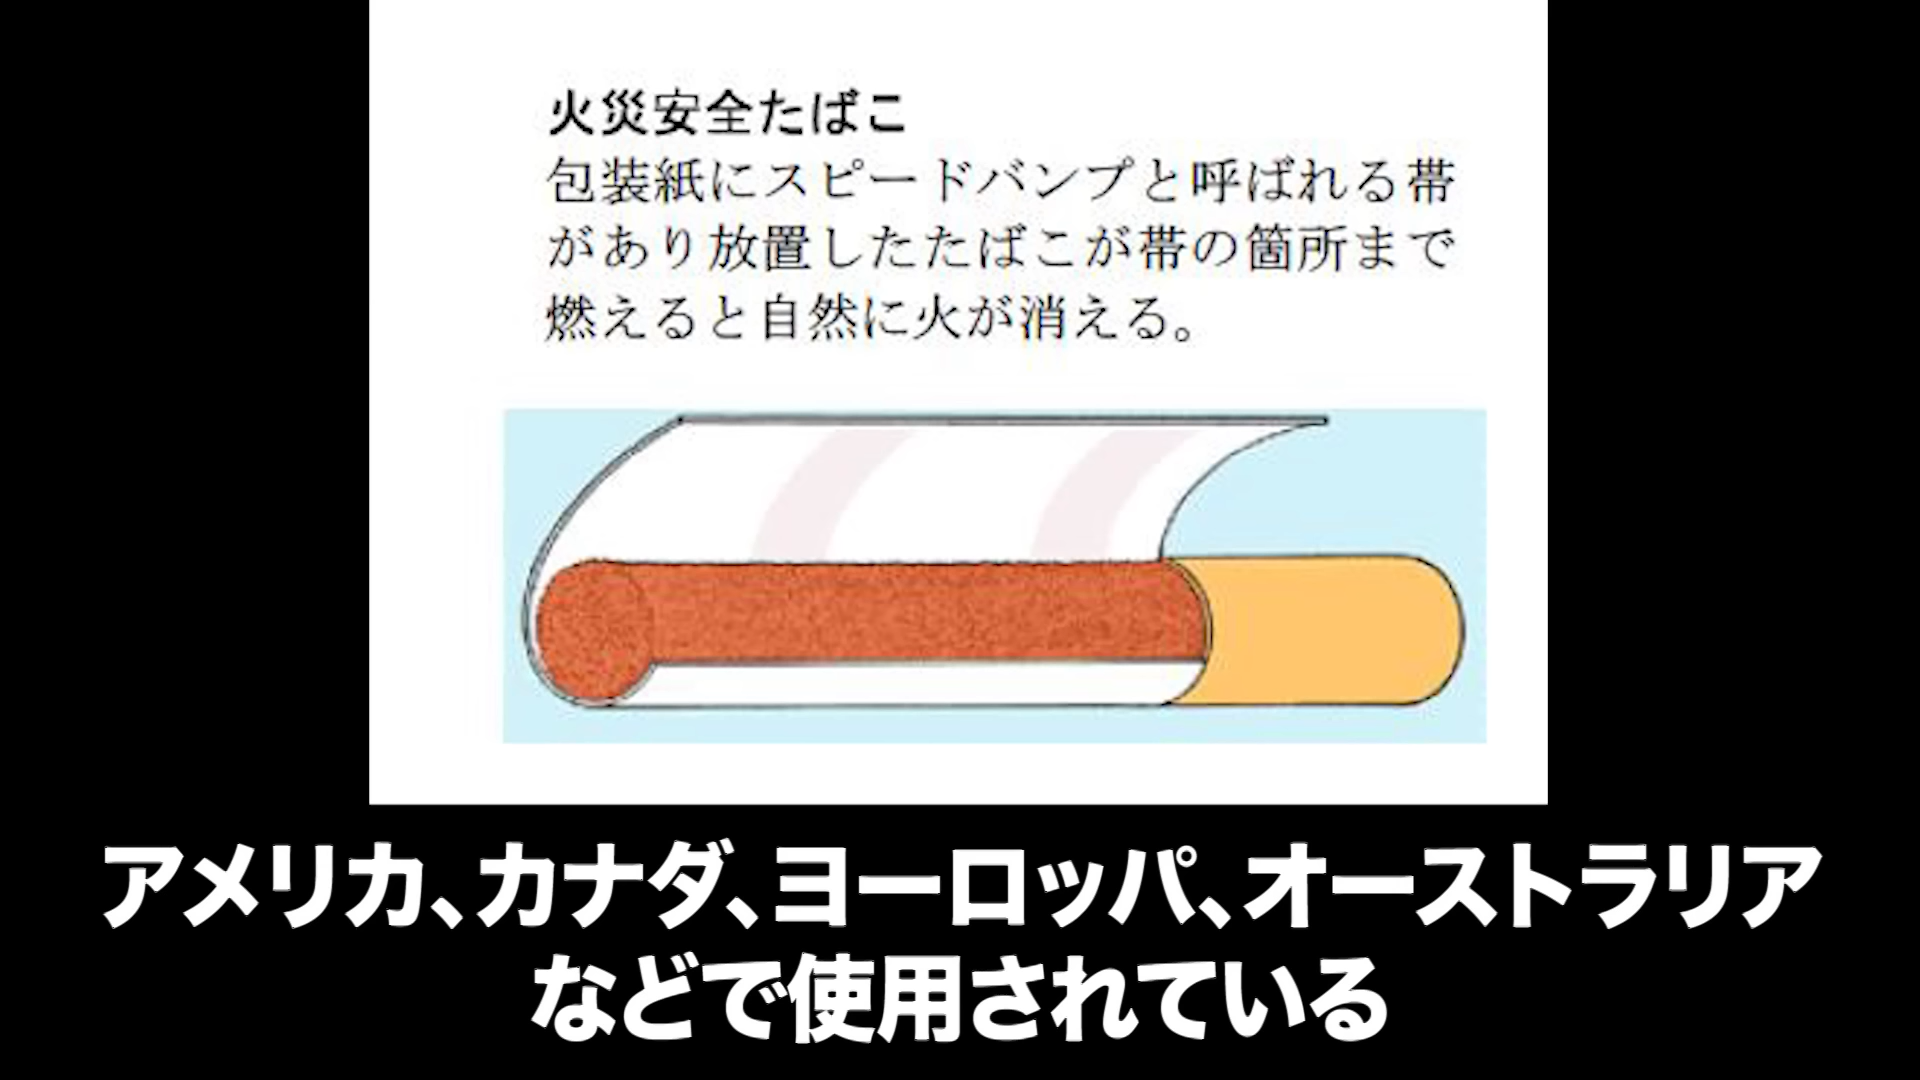 火災安全たばこ
包装紙にスピードバンプと呼ばれる帯
があり放置したたばこが帯の箇所まで
燃えると自然に火が消える。
アメリカ、カナダ、ヨーロッパ、オーストラリア
などで使用されている